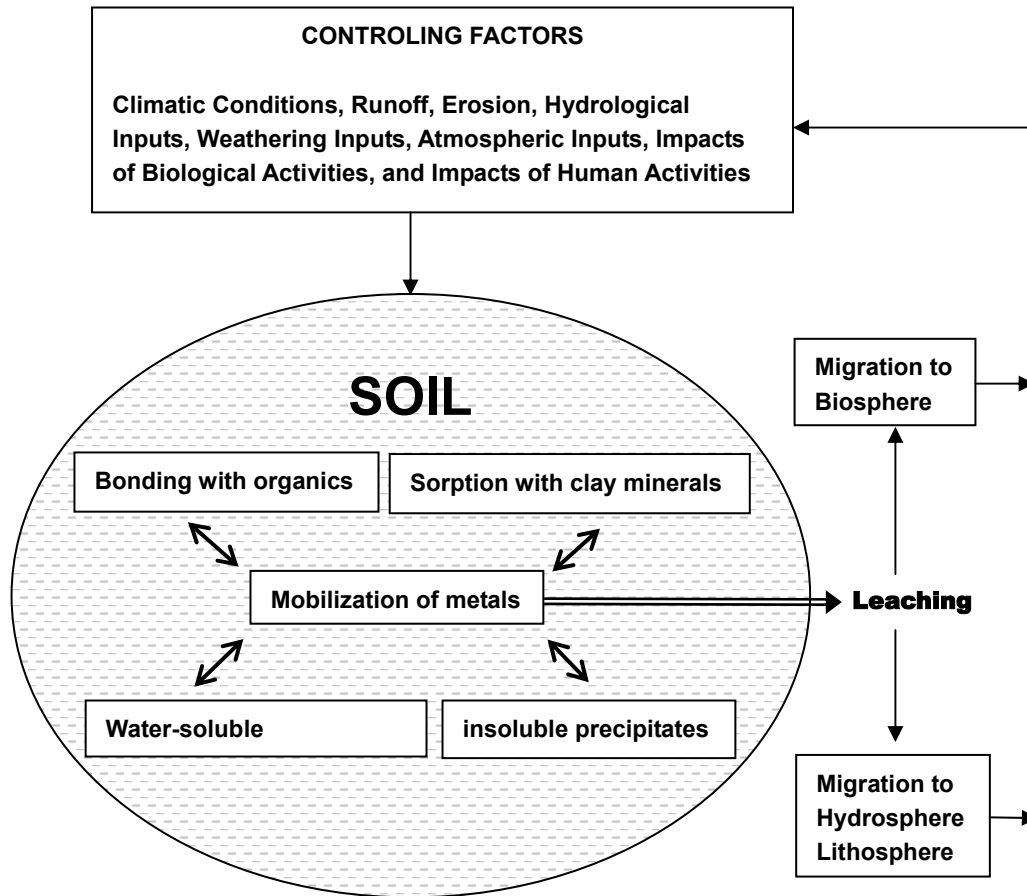 CONTROLING FACTORS
Climatic Conditions, Runoff, Erosion, Hydrological
Inputs, Weathering Inputs, Atmospheric Inputs, Impacts
of Biological Activities, and Impacts of Human Activities
SOIL
Bonding with organics
Sorption with clay minerals
Mobilization of metals
Water-soluble
insoluble precipitates
Migration to
Biosphere
Leaching
Migration to
Hydrosphere
Lithosphere